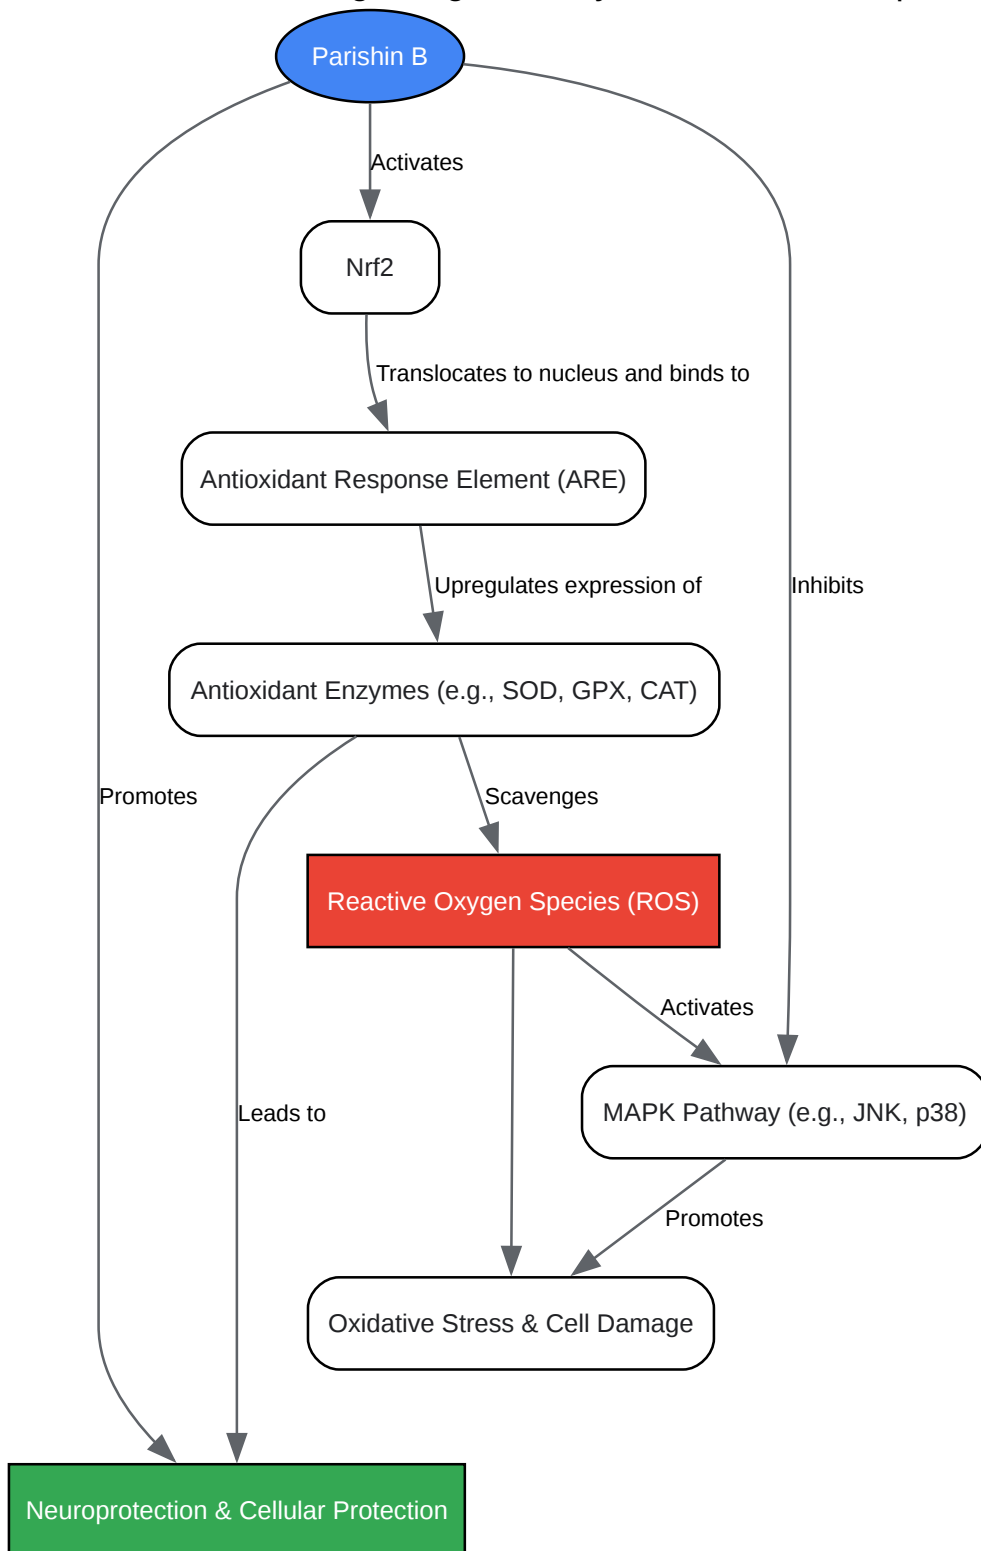 Parishin B
Activates
Nrf2
Translocates to nucleus and binds to
Antioxidant Response Element (ARE)
Upregulates expression of
Inhibits
Antioxidant Enzymes (e.g., SOD, GPX, CAT)
Promotes
Scavenges
Reactive Oxygen Species (ROS)
Activates
Leads to
MAPK Pathway (e.g., JNK, p38)
Promotes
Oxidative Stress & Cell Damage
Neuroprotection & Cellular Protection